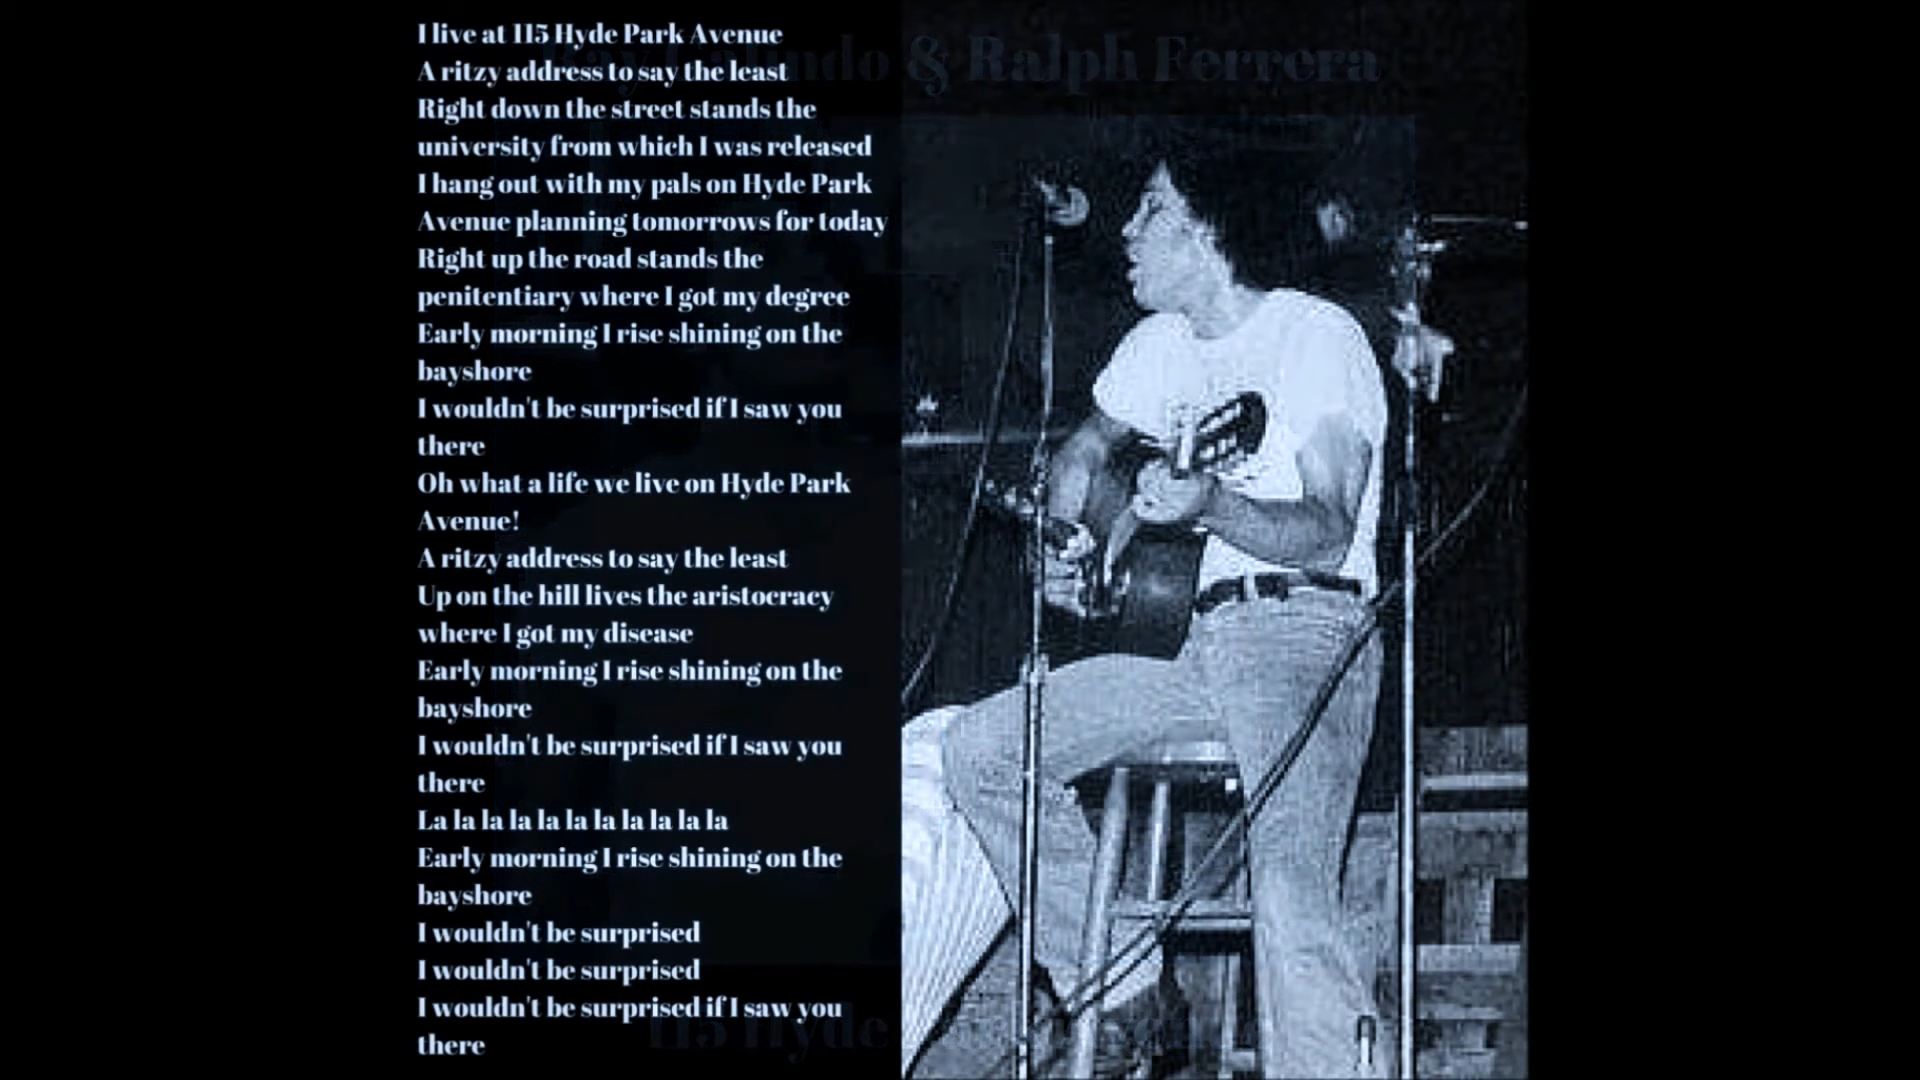 I live at 115 Hyde Park Avenue
A ritzy address to say the least
Right down the street stands the
university from which I was released
I hang out with my pals on Hyde Park
Avenue planning tomorrows for today
Right up the road stands the
penitentiary where I got my degree
Early morning I rise shining on the
bayshore
I wouldn't be surprised if I saw you
there
Oh what a life we live on Hyde Park
Avenue!
A ritzy address to say the least
Up on the hill lives the aristocracy
where I got my disease
Early morning I rise shining on the
bayshore
I wouldn't be surprised if I saw you
there
La la la la la la la la la la la
Early morning I rise shining on the
bayshore
I wouldn't be surprised
I wouldn't be surprised
I wouldn't be surprised if I saw you
there
& Ralph Ferrera
115 Hyde